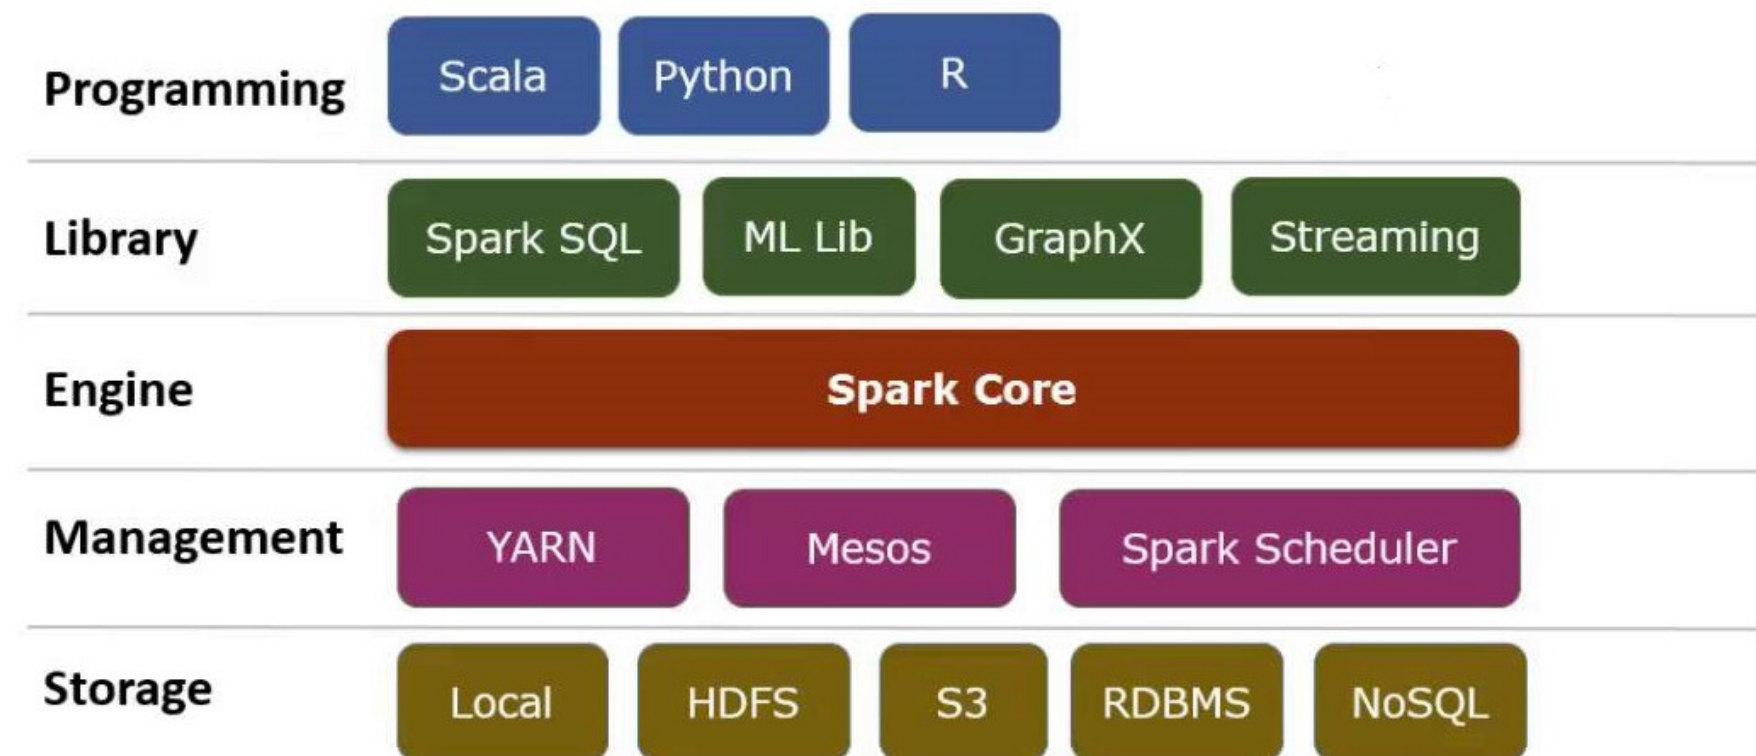 Programming
Scala
Python
R
Library
Spark SQL
ML Lib
GraphX
Streaming
Engine
Spark Core
Management
YARN
Mesos
Spark Scheduler
Storage
Local
HDFS
S3
RDBMS
NoSQL